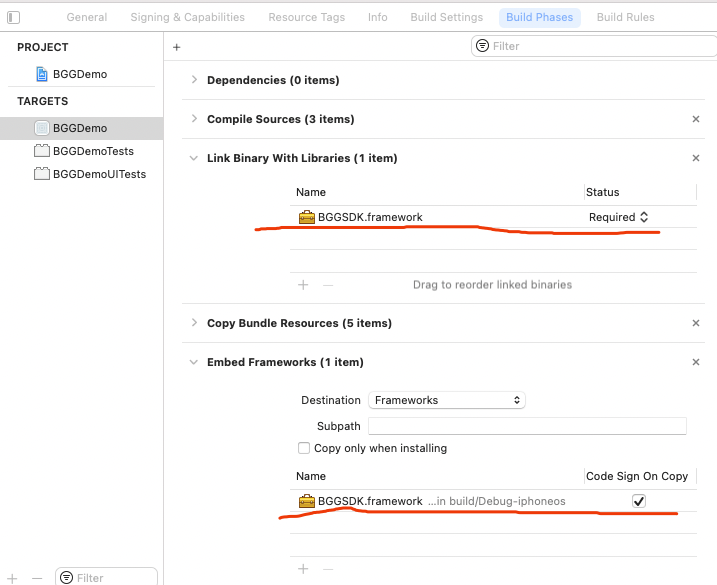 General Signing & Capabilities Resource Tags Info Build Settings Build Phases Build Rules
PROJECT
BGGDemo
TARGETS
BGGDemo
BGGDemoTests
BGGDemoUITests
Filter
+ Filter
Dependencies (0 items)
Compile Sources (3 items) ×
Link Binary With Libraries (1 item) ×
Name Status
BGGSDK.framework Required
+ − Drag to reorder linked binaries
Copy Bundle Resources (5 items) ×
Embed Frameworks (1 item) ×
Destination Frameworks
Subpath
Copy only when installing
Name Code Sign On Copy
BGGSDK.framework ...in build/Debug-iphoneos
+ −